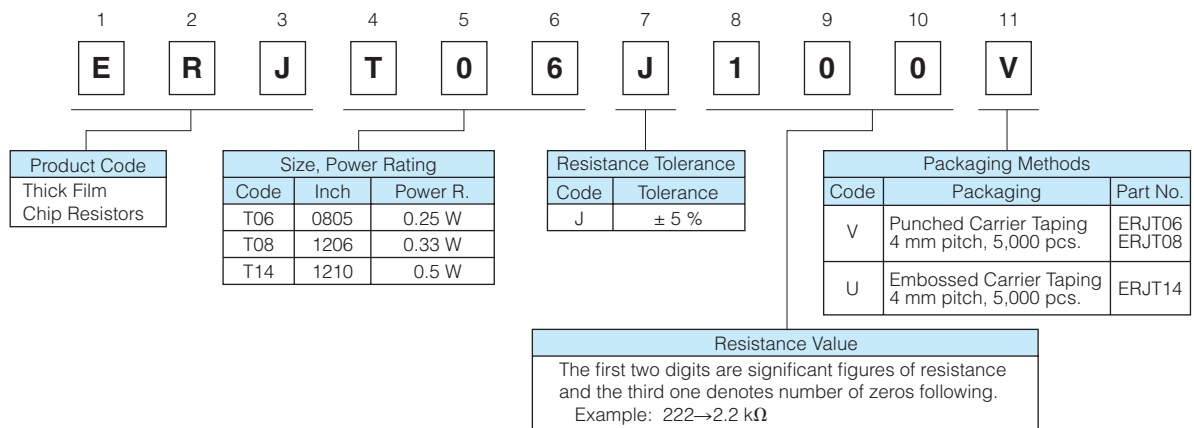 1 2 3 4 5 6 7 8 9 10 11
E R J T 0 6 J 1 0 0 V
Product Code
Thick Film
Chip Resistors
Size, Power Rating
Code Inch Power R.
T06 0805 0.25 W
T08 1206 0.33 W
T14 1210 0.5 W
Resistance Tolerance
Code Tolerance
J ± 5 %
Packaging Methods
Code Packaging Part No.
V Punched Carrier Taping ERJT06
4 mm pitch, 5,000 pcs. ERJT08
U Embossed Carrier Taping ERJT14
4 mm pitch, 5,000 pcs.
Resistance Value
The first two digits are significant figures of resistance
and the third one denotes number of zeros following.
Example: 222→2.2 kΩ